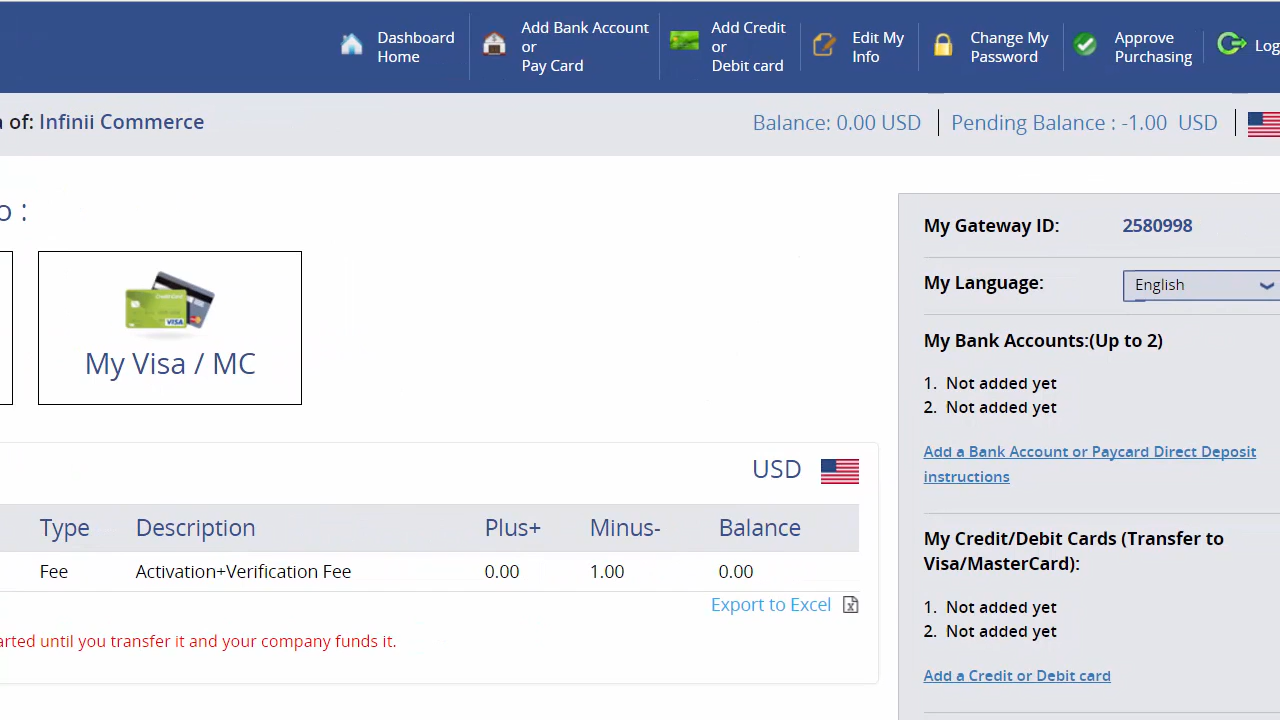 Dashboard
Home
Add Bank Account
or
Pay Card
Add Credit
or
Debit card
Edit My
Info
Change My
Password
Approve
Purchasing
Log
a of: Infinii Commerce
Balance: 0.00 USD
Pending Balance : -1.00 USD
o :
My Visa / MC
USD
Type Description Plus+ Minus- Balance
Fee Activation+Verification Fee 0.00 1.00 0.00
Export to Excel
arted until you transfer it and your company funds it.
My Gateway ID: 2580998
My Language: English
My Bank Accounts:(Up to 2)
1. Not added yet
2. Not added yet
Add a Bank Account or Paycard Direct Deposit
instructions
My Credit/Debit Cards (Transfer to
Visa/MasterCard):
1. Not added yet
2. Not added yet
Add a Credit or Debit card